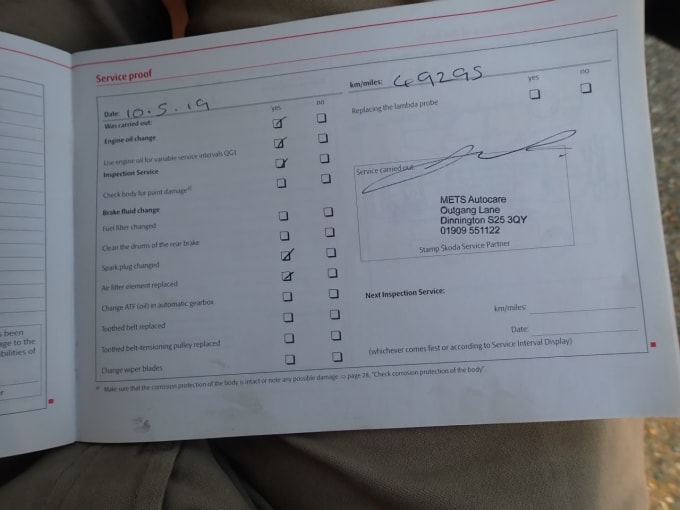 Service proof
Date: 10.5.19
yes no
Was carried out:
Engine oil change
Use engine oil for variable service intervals QG1
Inspection Service
Check body for paint damage
Brake fluid change
Fuel filter changed
Clean the drums of the rear brake
Spark plug changed
Air filter element replaced
Change ATF (oil) in automatic gearbox
Toothed belt replaced
Toothed belt-tensioning pulley replaced
Change wiper blades
km/miles: 49295
yes no
Replacing the lambda probe
Service carried out:
METS Autocare
Outgang Lane
Dinnington S25 3QY
01909 551122
Stamp Skoda Service Partner
Next Inspection Service:
km/miles:
Date:
(whichever comes first or according to Service Interval Display)
Make sure that the corrosion protection of the body is intact or note any possible damage ⇒ page 28, "Check corrosion protection of the body".
been
ge to the
bilities of
r